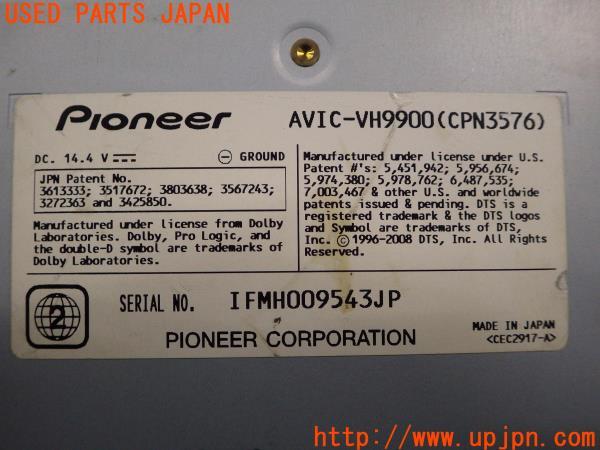 USED PARTS JAPAN
Pioneer
AVIC-VH9900(CPN3576)
DC. 14.4 V
GROUND
JPN Patent No.
3613333; 3517672; 3803638; 3567243;
3272363 and 3425850.
Manufactured under license from Dolby
Laboratories. Dolby, Pro Logic, and
the double-D symbol are trademarks of
Dolby Laboratories.
Manufactured under license under U.S.
Patent #'s: 5,451,942; 5,956,674;
5,974,380; 5,978,762; 6,487,535;
7,003,467 & other U.S. and worldwide
patents issued & pending. DTS is a
registered trademark & the DTS logos
and Symbol are trademarks of DTS,
Inc. © 1996-2008 DTS, Inc. All Rights
Reserved.
2
SERIAL NO. IFMH009543JP
PIONEER CORPORATION
MADE IN JAPAN
<CEC2917-A>
http://www.upjpn.com/